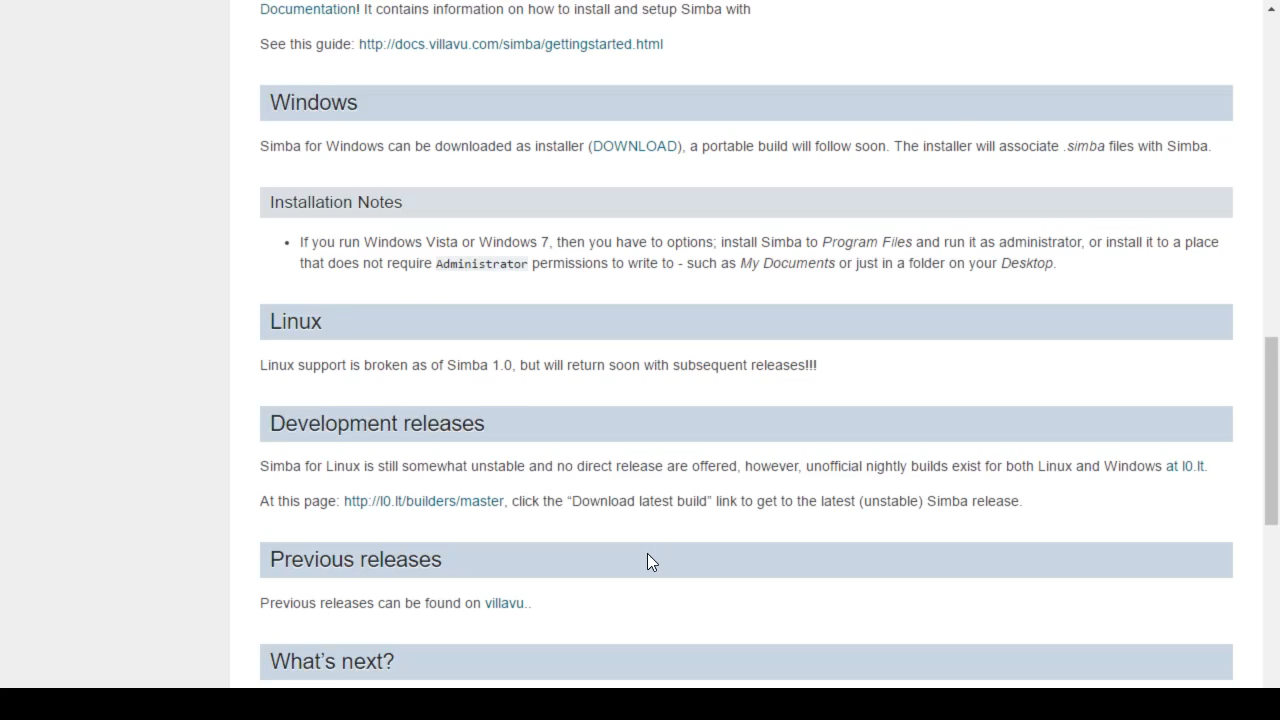 Documentation! It contains information on how to install and setup Simba with
See this guide: http://docs.villavu.com/simba/gettingstarted.html
Windows
Simba for Windows can be downloaded as installer (DOWNLOAD), a portable build will follow soon. The installer will associate .simba files with Simba.
Installation Notes
• If you run Windows Vista or Windows 7, then you have to options; install Simba to Program Files and run it as administrator, or install it to a place
that does not require Administrator permissions to write to - such as My Documents or just in a folder on your Desktop.
Linux
Linux support is broken as of Simba 1.0, but will return soon with subsequent releases!!!
Development releases
Simba for Linux is still somewhat unstable and no direct release are offered, however, unofficial nightly builds exist for both Linux and Windows at l0.lt.
At this page: http://l0.lt/builders/master, click the “Download latest build” link to get to the latest (unstable) Simba release.
Previous releases
Previous releases can be found on villavu..
What’s next?